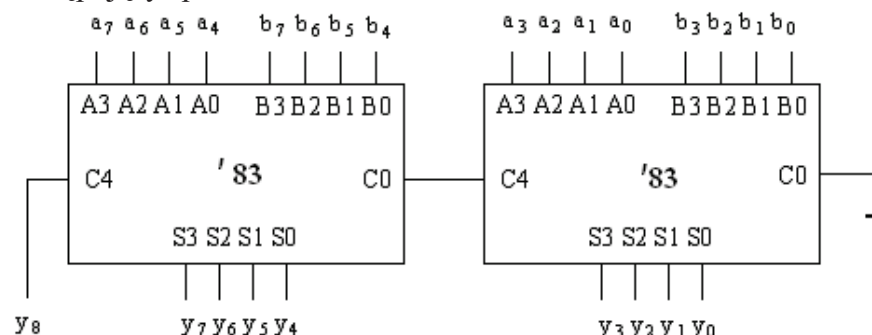 a7 a6 a5 a4 b7 b6 b5 b4 a3 a2 a1 a0 b3 b2 b1 b0
A3 A2 A1 A0 B3 B2 B1 B0 A3 A2 A1 A0 B3 B2 B1 B0
C4 '83 C0 C4 '83 C0
S3 S2 S1 S0 S3 S2 S1 S0
y8 y7 y6 y5 y4 y3 y2 y1 y0